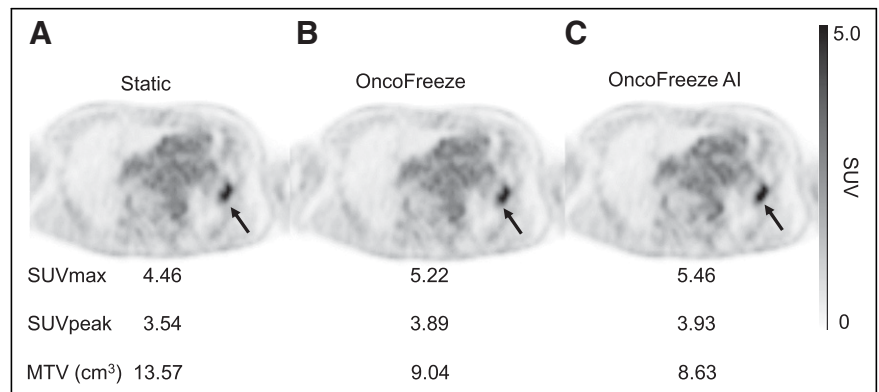 A B C
Static OncoFreeze OncoFreeze AI
5.0
SUV
0
SUVmax 4.46 5.22 5.46
SUVpeak 3.54 3.89 3.93
MTV (cm³) 13.57 9.04 8.63